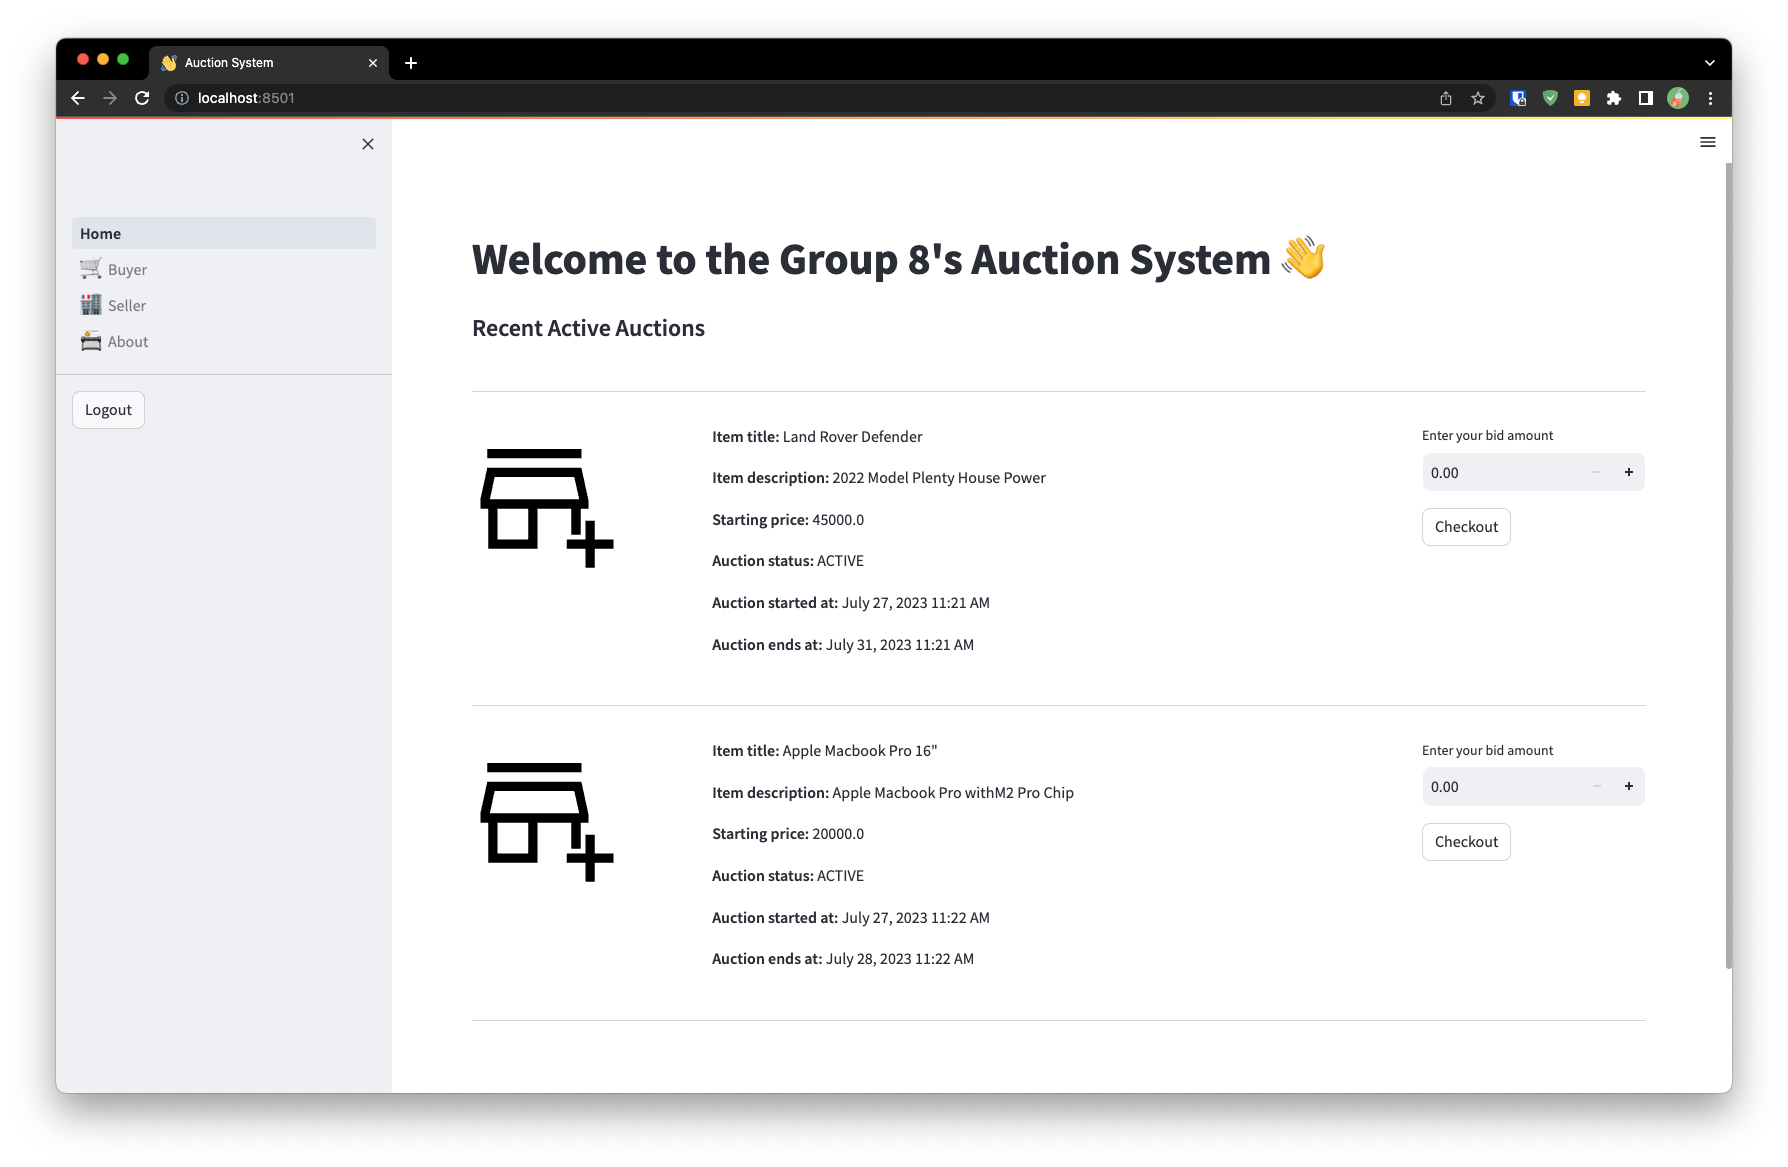 Auction System
localhost:8501
Home
Buyer
Seller
About
Logout
Welcome to the Group 8's Auction System 👋
Recent Active Auctions
Item title: Land Rover Defender
Item description: 2022 Model Plenty House Power
Starting price: 45000.0
Auction status: ACTIVE
Auction started at: July 27, 2023 11:21 AM
Auction ends at: July 31, 2023 11:21 AM
Enter your bid amount
0.00
Checkout
Item title: Apple Macbook Pro 16"
Item description: Apple Macbook Pro withM2 Pro Chip
Starting price: 20000.0
Auction status: ACTIVE
Auction started at: July 27, 2023 11:22 AM
Auction ends at: July 28, 2023 11:22 AM
Enter your bid amount
0.00
Checkout